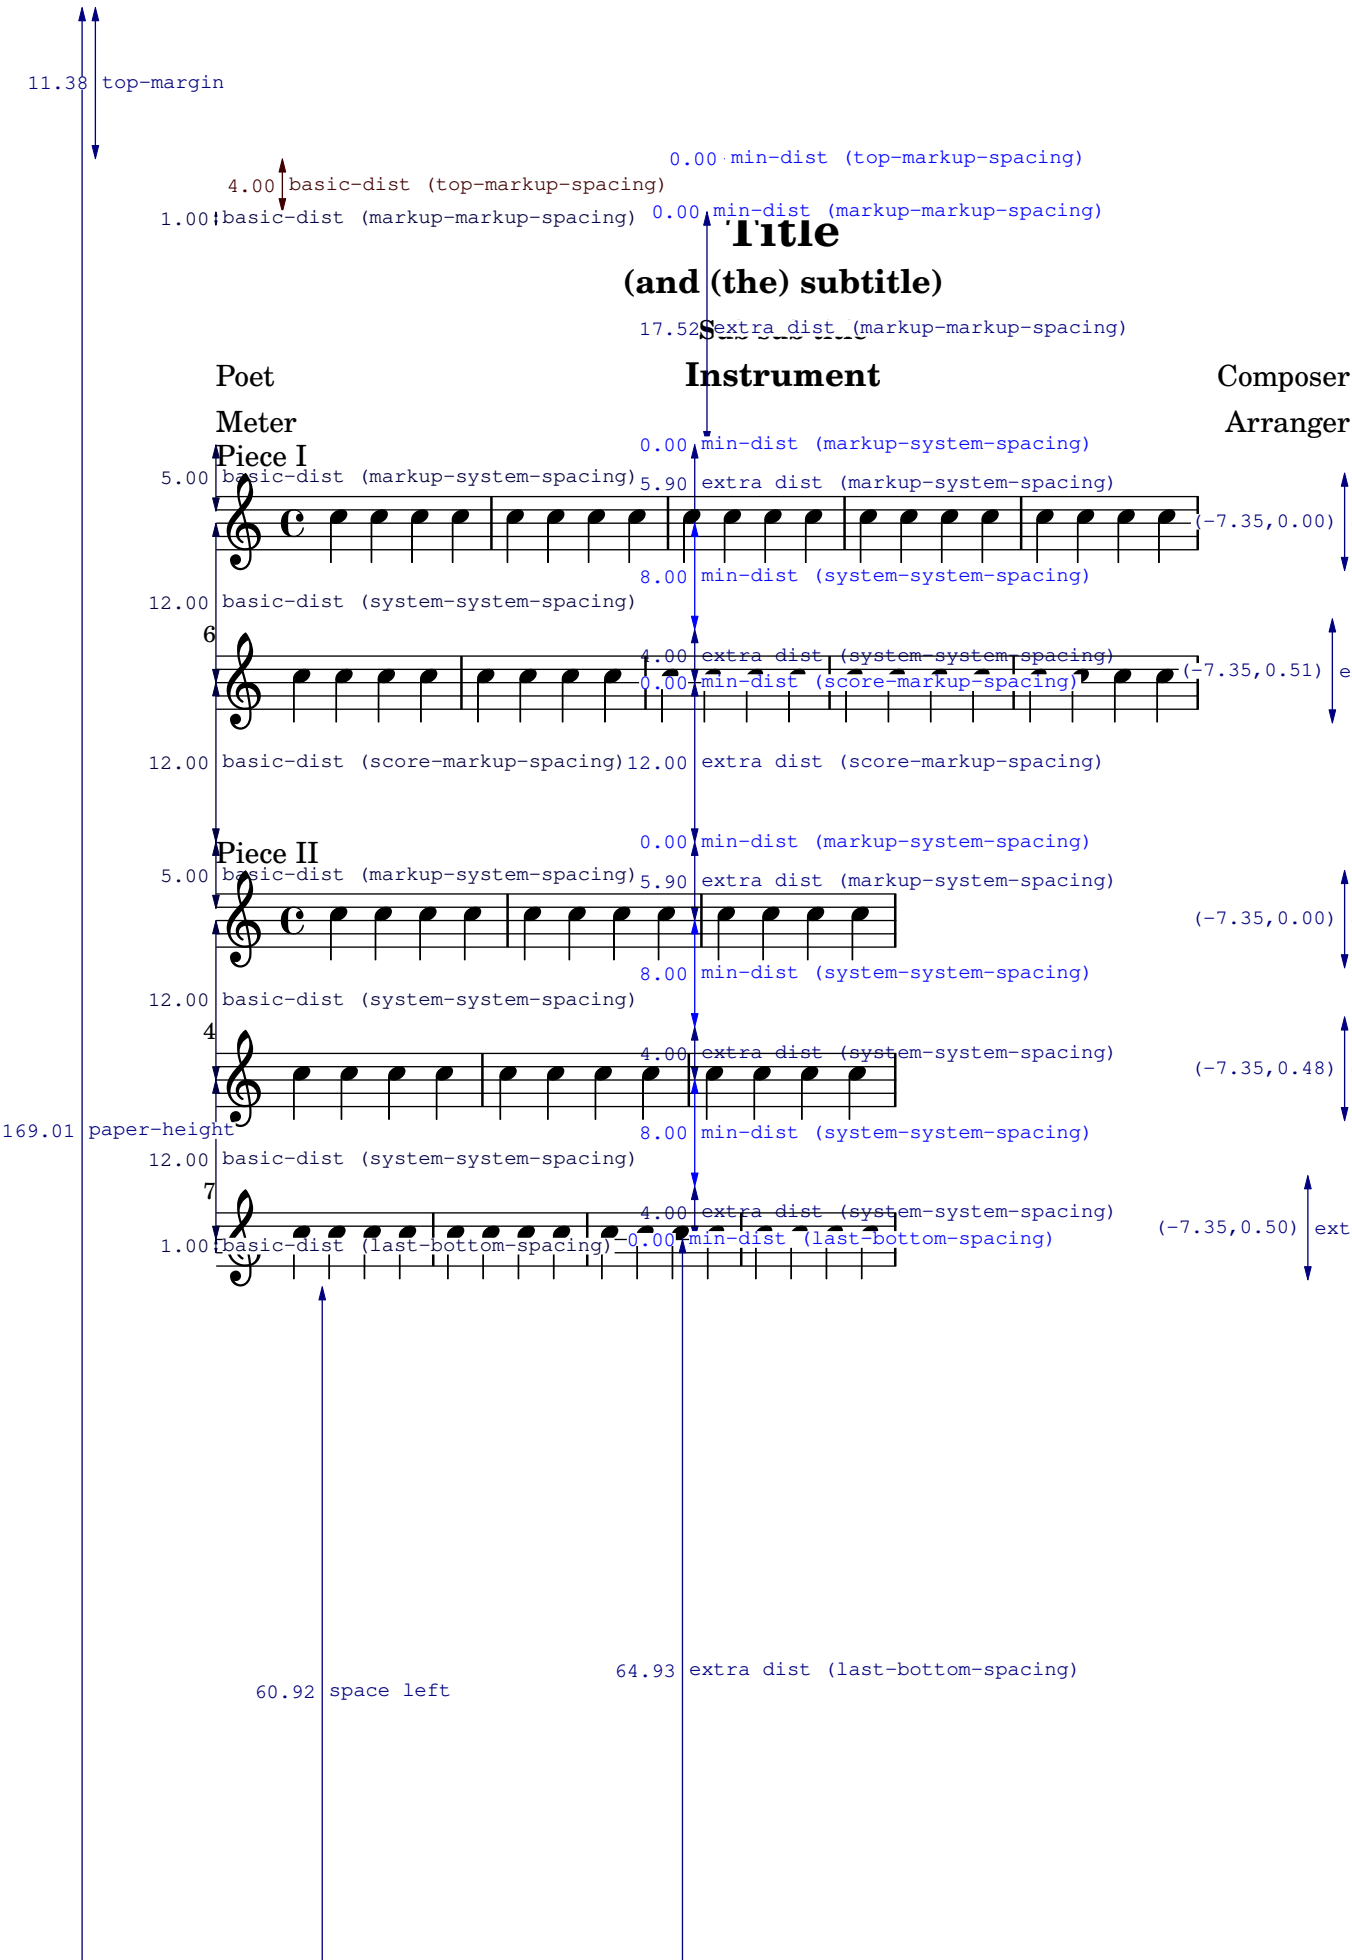 11.38 top-margin
0.00 min-dist (top-markup-spacing)
4.00 basic-dist (top-markup-spacing)
1.00 basic-dist (markup-markup-spacing)
0.00 min-dist (markup-markup-spacing)
Title
(and (the) subtitle)
17.52 extra dist (markup-markup-spacing)
Sub sub title
Poet Instrument Composer
Meter Arranger
0.00 min-dist (markup-system-spacing)
Piece I
5.00 basic-dist (markup-system-spacing)
5.90 extra dist (markup-system-spacing)
(-7.35,0.00)
8.00 min-dist (system-system-spacing)
12.00 basic-dist (system-system-spacing)
6
4.00 extra dist (system-system-spacing)
(-7.35,0.51) e
0.00 min-dist (score-markup-spacing)
12.00 basic-dist (score-markup-spacing)
12.00 extra dist (score-markup-spacing)
0.00 min-dist (markup-system-spacing)
Piece II
5.00 basic-dist (markup-system-spacing)
5.90 extra dist (markup-system-spacing)
(-7.35,0.00)
8.00 min-dist (system-system-spacing)
12.00 basic-dist (system-system-spacing)
4
4.00 extra dist (system-system-spacing)
(-7.35,0.48)
169.01 paper-height
8.00 min-dist (system-system-spacing)
12.00 basic-dist (system-system-spacing)
7
4.00 extra dist (system-system-spacing)
(-7.35,0.50) ext
0.00 min-dist (last-bottom-spacing)
1.00 basic-dist (last-bottom-spacing)
64.93 extra dist (last-bottom-spacing)
60.92 space left